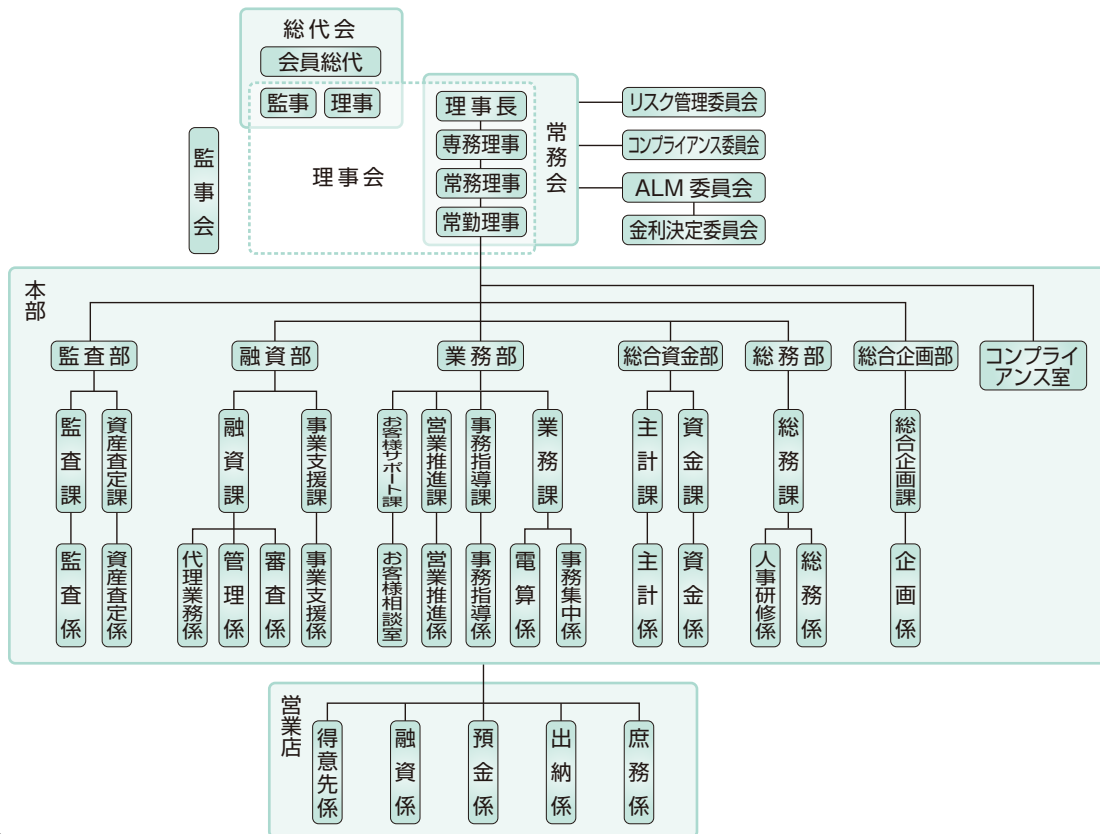 総代会
会員総代
監事
理事
監事会
理事会
理事長
専務理事
常務理事
常勤理事
常務会
リスク管理委員会
コンプライアンス委員会
ALM 委員会
金利決定委員会
本部
監査部
融資部
業務部
総合資金部
総務部
総合企画部
コンプライ
アンス室
監査課
資産査定課
融資課
事業支援課
お客様サポート課
営業推進課
事務指導課
業務課
主計課
資金課
総務課
総合企画課
監査係
資産査定係
代理業務係
管理係
審査係
事業支援係
お客様相談室
営業推進係
事務指導係
電算係
事務集中係
主計係
資金係
人事研修係
総務係
企画係
営業店
得意先係
融資係
預金係
出納係
庶務係